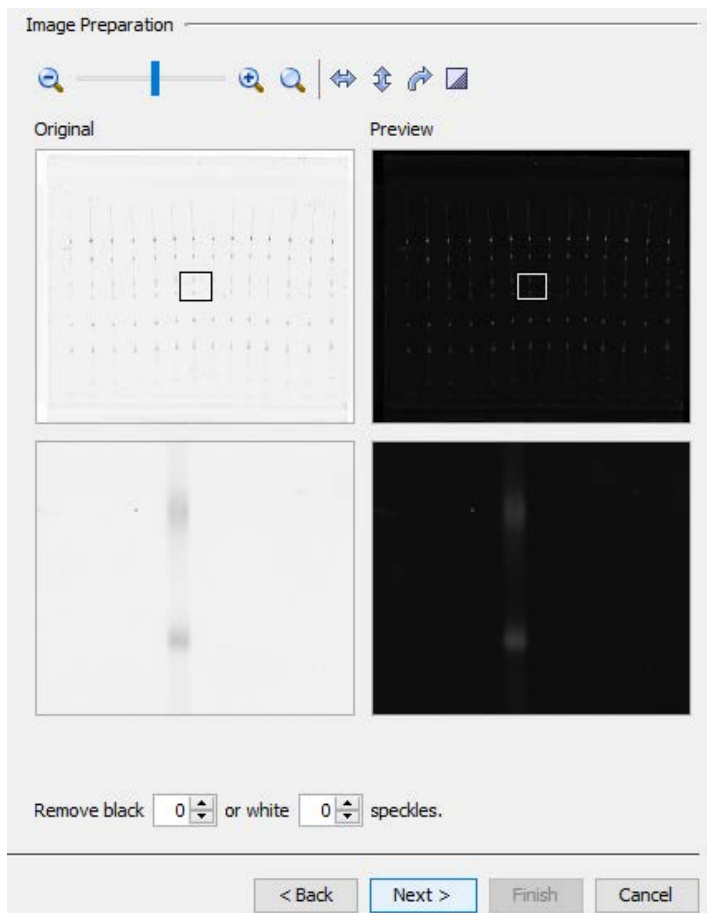 Image Preparation
Original Preview
Remove black 0 or white 0 speckles.
< Back Next > Finish Cancel